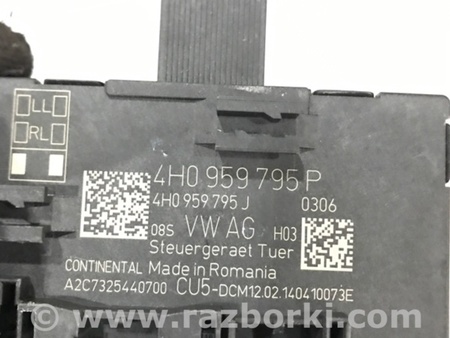 LL
RL
4H0 959 795 P
4H0 959 795 J 0306
08S VW AG H03
Steuergeraet Tuer
CONTINENTAL Made in Romania
A2C7325440700 CU5-DCM12.02.140410073E
www.razborki.com